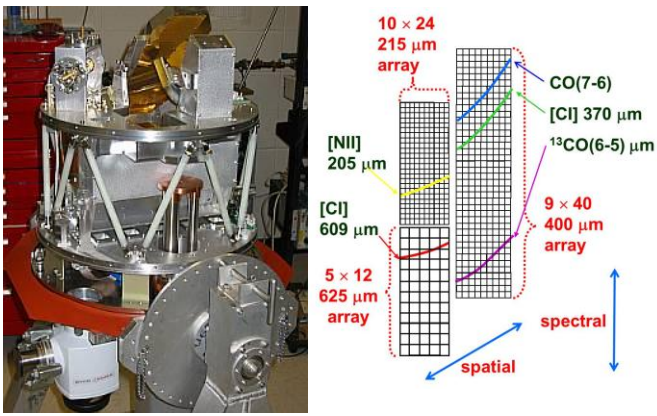 10 × 24
215 μm
array
CO(7-6)
[CI] 370 μm
¹³CO(6-5) μm
[NII]
205 μm
[CI]
609 μm
9 × 40
400 μm
array
5 × 12
625 μm
array
spectral
spatial